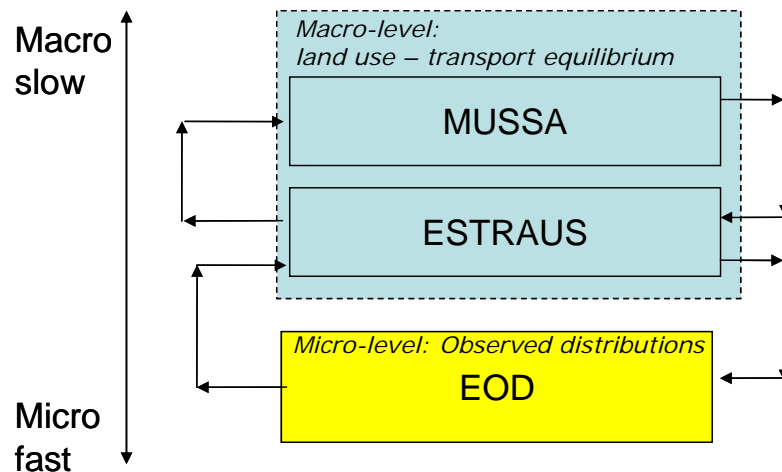 Macro
slow
Macro-level:
land use – transport equilibrium
MUSSA
ESTRAUS
Micro-level: Observed distributions
EOD
Micro
fast